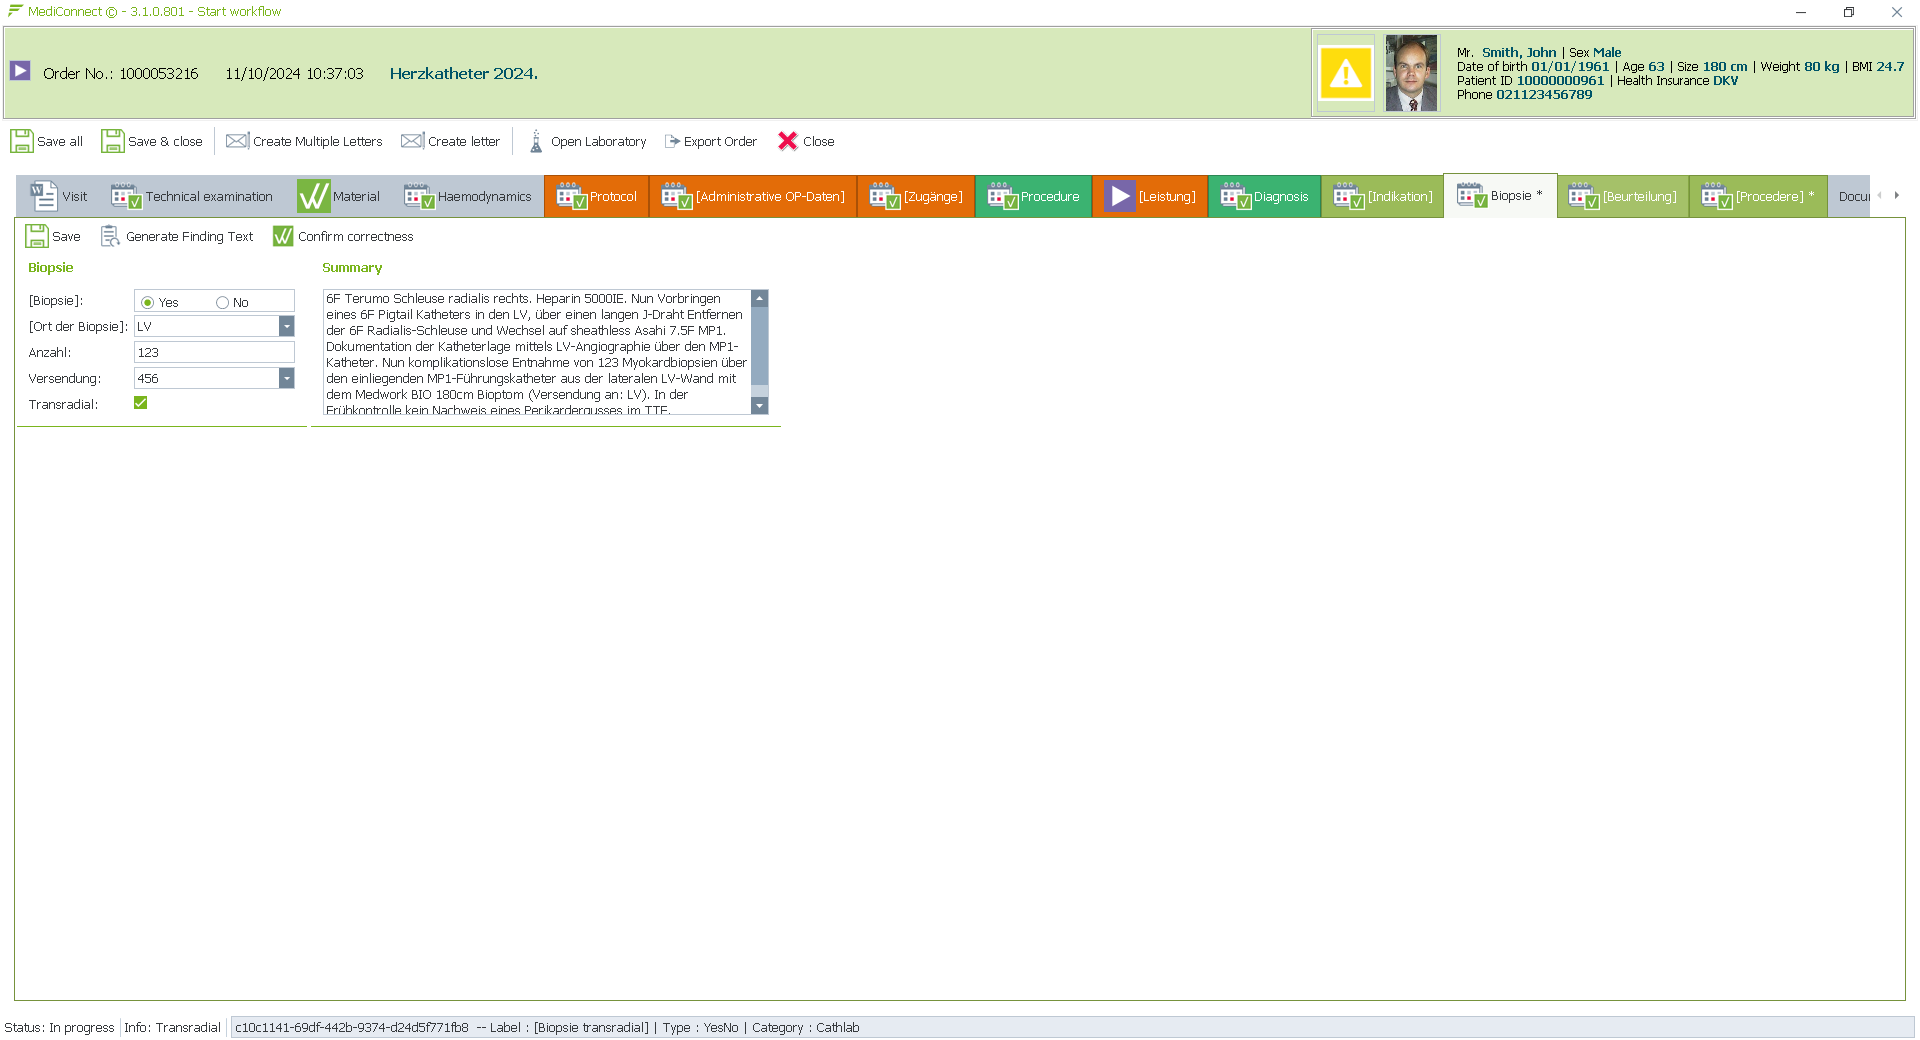 MediConnect © - 3.1.0.801 - Start workflow
Order No.: 1000053216 11/10/2024 10:37:03 Herzkatheter 2024.
Mr. Smith, John | Sex Male
Date of birth 01/01/1961 | Age 63 | Size 180 cm | Weight 80 kg | BMI 24.7
Patient ID 10000000961 | Health Insurance DKV
Phone 021123456789
Save all Save & close Create Multiple Letters Create letter Open Laboratory Export Order Close
Visit Technical examination Material Haemodynamics Protocol [Administrative OP-Daten] [Zugänge] Procedure [Leistung] Diagnosis [Indikation] Biopsie * [Beurteilung] [Procedere] * Docu
Save Generate Finding Text Confirm correctness
Biopsie
[Biopsie]: Yes No
[Ort der Biopsie]: LV
Anzahl: 123
Versendung: 456
Transradial:
Summary
6F Terumo Schleuse radialis rechts. Heparin 5000IE. Nun Vorbringen
eines 6F Pigtail Katheters in den LV, über einen langen J-Draht Entfernen
der 6F Radialis-Schleuse und Wechsel auf sheathless Asahi 7.5F MP1.
Dokumentation der Katheterlage mittels LV-Angiographie über den MP1-
Katheter. Nun komplikationslose Entnahme von 123 Myokardbiopsien über
den einliegenden MP1-Führungskatheter aus der lateralen LV-Wand mit
dem Medwork BIO 180cm Bioptom (Versendung an: LV). In der
Frühkontrolle kein Nachweis eines Perikardergusses im TTE.
Status: In progress Info: Transradial c10c1141-69df-442b-9374-d24d5f771fb8 -- Label : [Biopsie transradial] | Type : YesNo | Category : Cathlab